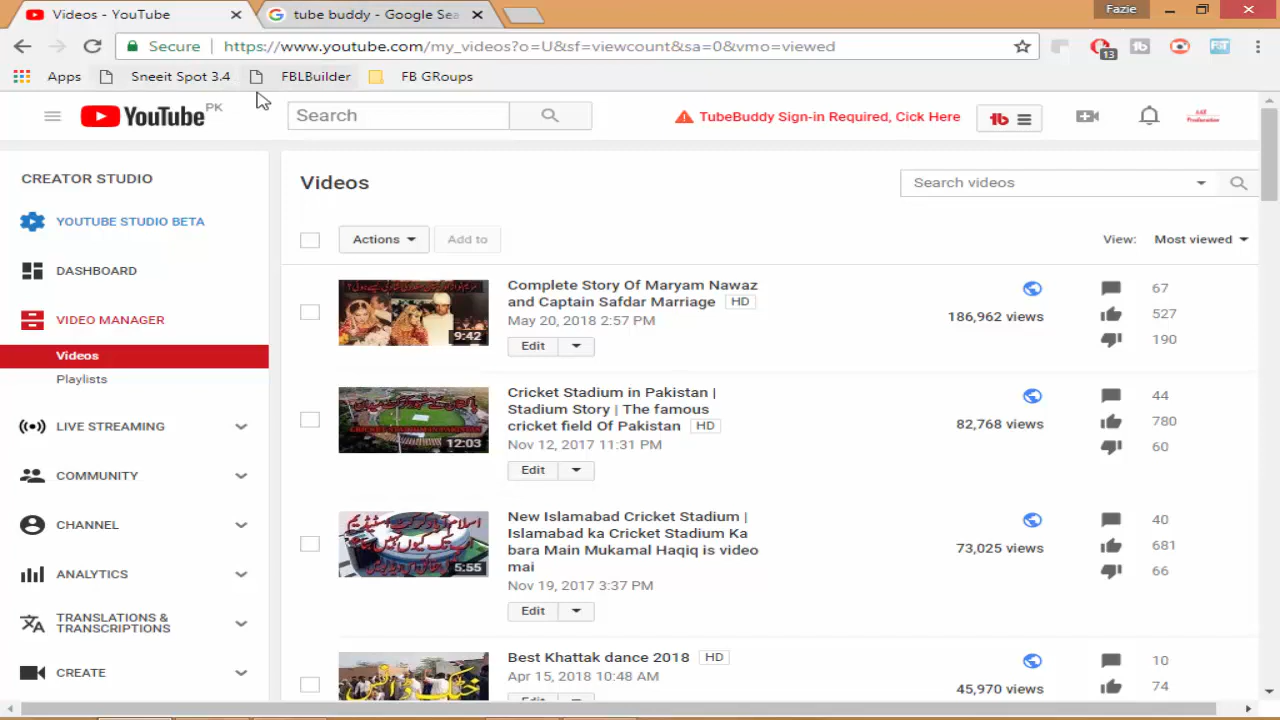 Videos - YouTube
tube buddy - Google Sea
Fazie
Secure
https://www.youtube.com/my_videos?o=U&sf=viewcount&sa=0&vmo=viewed
13
Apps
Sneeit Spot 3.4
FBLBuilder
FB GRoups
YouTube PK
Search
TubeBuddy Sign-in Required, Cick Here
CREATOR STUDIO
Videos
Search videos
YOUTUBE STUDIO BETA
Actions
Add to
View:
Most viewed
DASHBOARD
VIDEO MANAGER
Videos
Playlists
LIVE STREAMING
COMMUNITY
CHANNEL
ANALYTICS
TRANSLATIONS &
TRANSCRIPTIONS
CREATE
9:42
Complete Story Of Maryam Nawaz
and Captain Safdar Marriage HD
May 20, 2018 2:57 PM
Edit
186,962 views
67
527
190
12:03
Cricket Stadium in Pakistan |
Stadium Story | The famous
cricket field Of Pakistan HD
Nov 12, 2017 11:31 PM
Edit
82,768 views
44
780
60
5:55
New Islamabad Cricket Stadium |
Islamabad ka Cricket Stadium Ka
bara Main Mukamal Haqiq is video
mai
Nov 19, 2017 3:37 PM
Edit
73,025 views
40
681
66
خٹک ڈانس
Best Khattak dance 2018 HD
Apr 15, 2018 10:48 AM
Edit
45,970 views
10
74